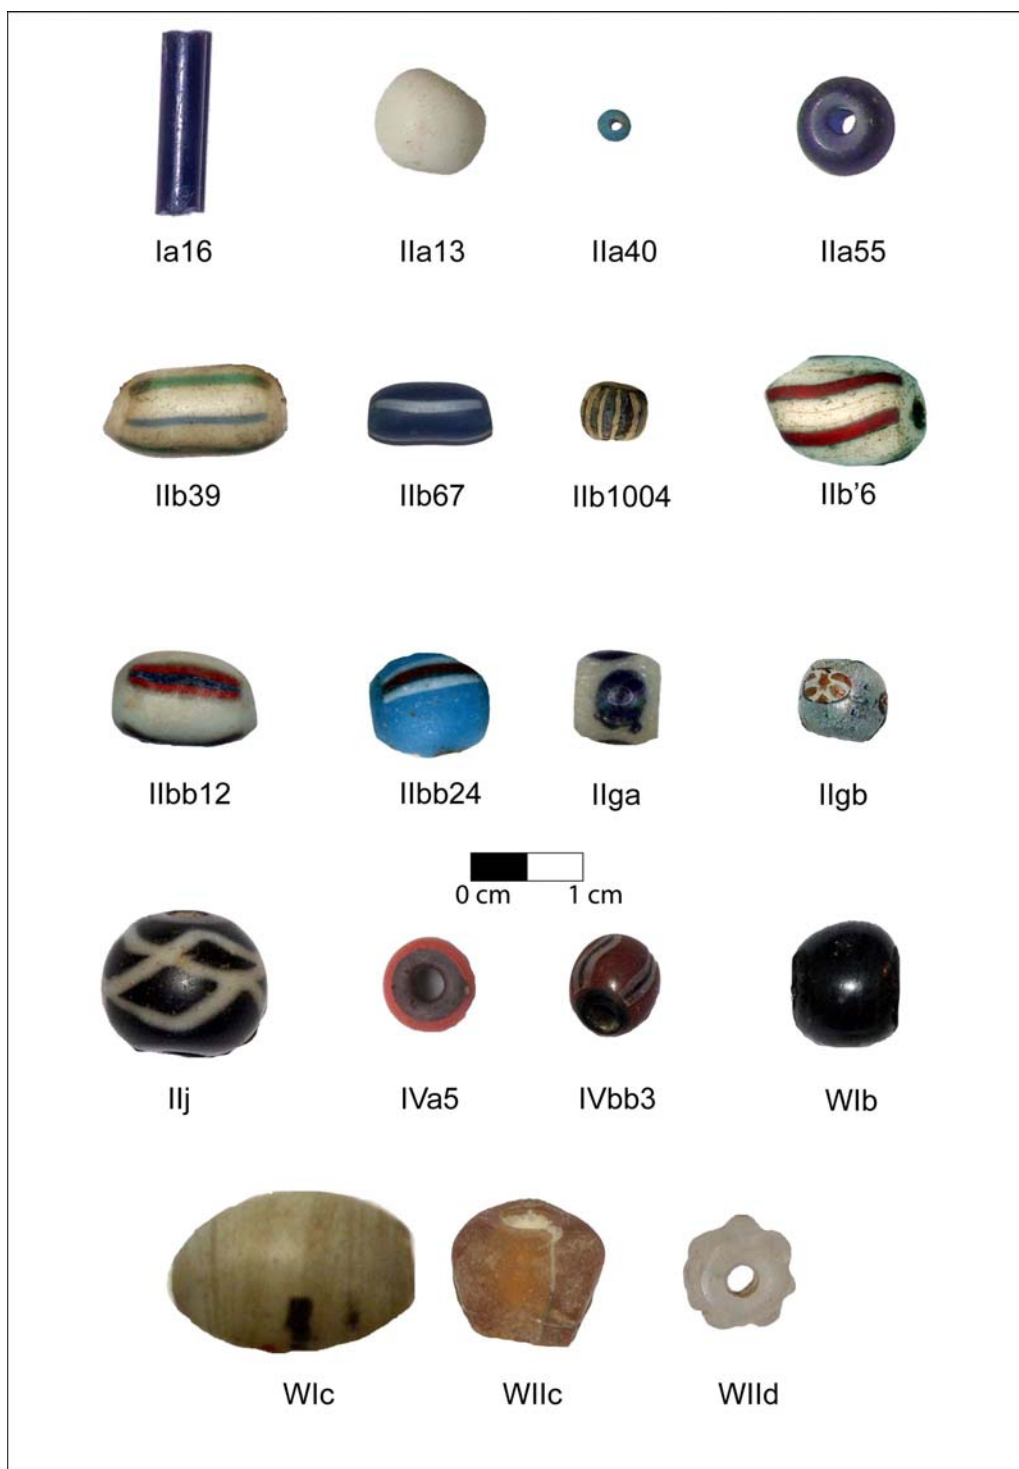 Ia16 IIa13 IIa40 IIa55
IIb39 IIb67 IIb1004 IIb’6
IIbb12 IIbb24 IIga IIgb
0 cm 1 cm
IIj IVa5 IVbb3 WIb
WIc WIIc WIId